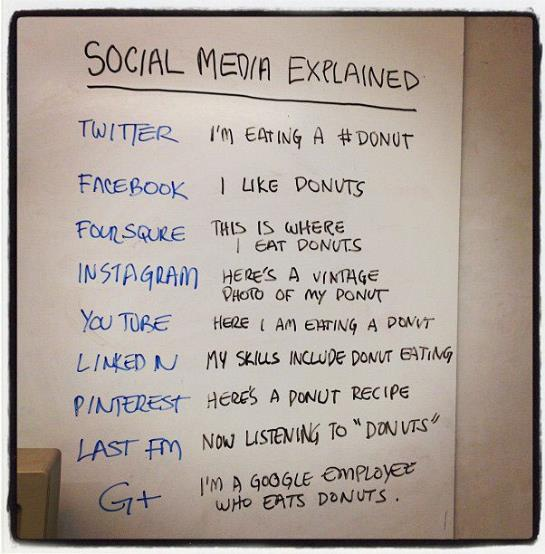 SOCIAL MEDIA EXPLAINED
TWITTER I'M EATING A #DONUT
FACEBOOK I LIKE DONUTS
FOURSQURE THIS IS WHERE
I EAT DONUTS
INSTAGRAM HERE'S A VINTAGE
PHOTO OF MY DONUT
YOU TUBE HERE I AM EATING A DONUT
LINKED IN MY SKILLS INCLUDE DONUT EATING
PINTEREST HERE'S A DONUT RECIPE
LAST FM NOW LISTENING TO "DONUTS"
G+ I'M A GOOGLE EMPLOYEE
WHO EATS DONUTS.